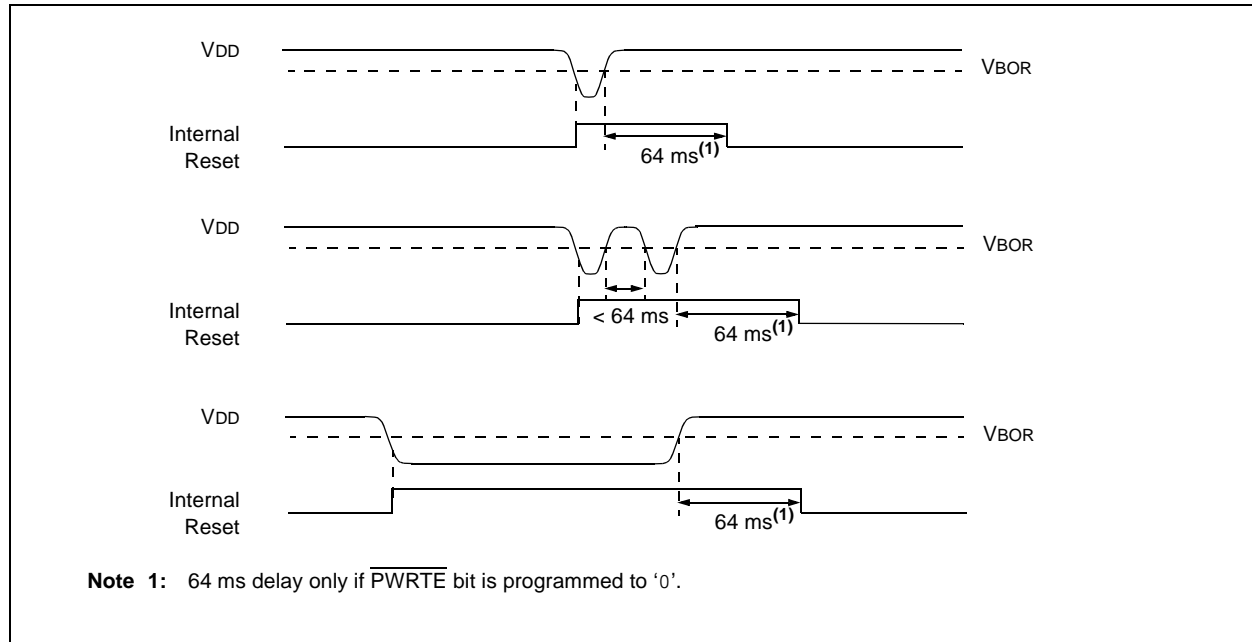 VDD
VBOR
Internal
Reset
64 ms(1)
VDD
VBOR
Internal
Reset
< 64 ms
64 ms(1)
VDD
VBOR
Internal
Reset
64 ms(1)
Note 1: 64 ms delay only if PWRTE bit is programmed to ‘0’.